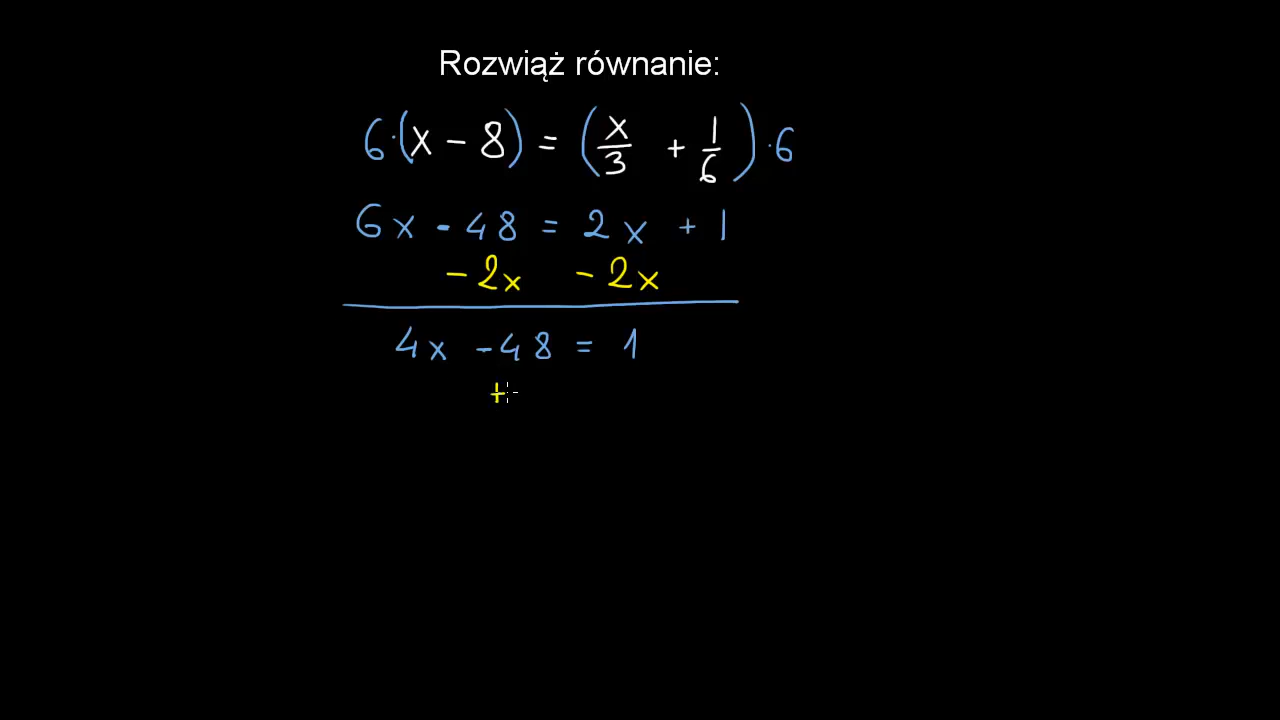 Rozwiąż równanie:
6·(x - 8) = (x/3 + 1/6)·6
6x - 48 = 2x + 1
- 2x - 2x
4x - 48 = 1
+